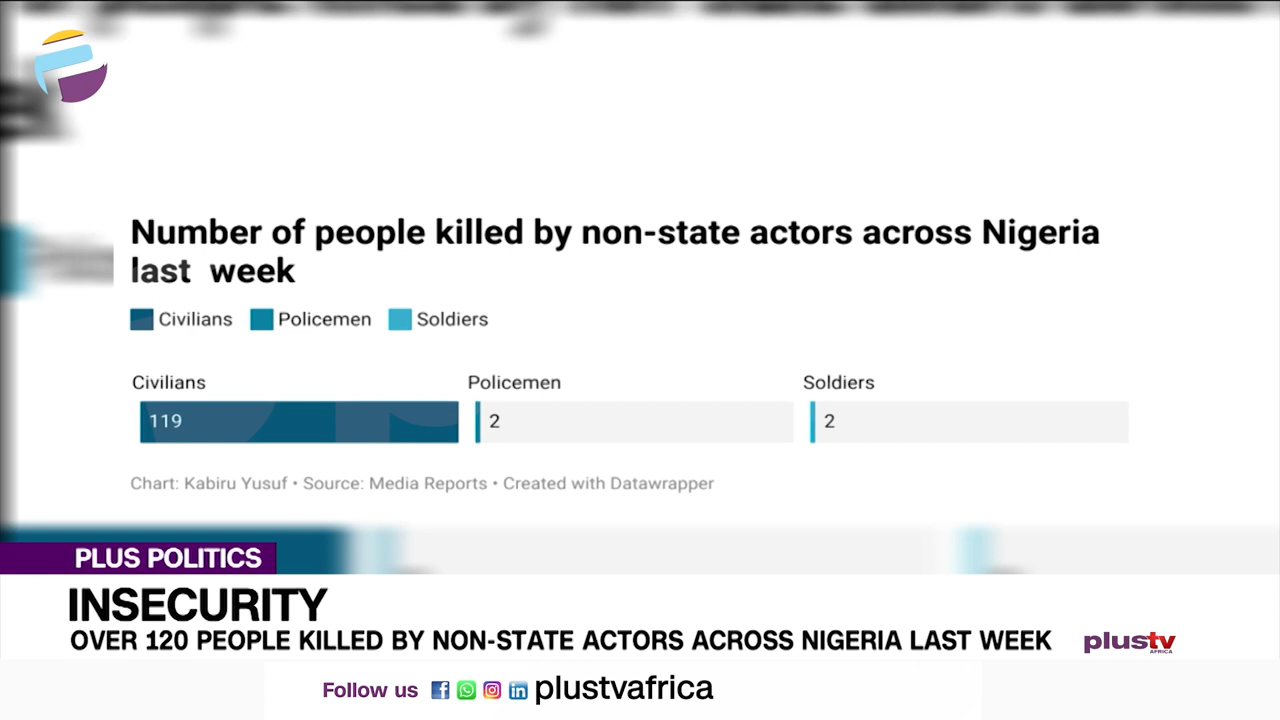 Number of people killed by non-state actors across Nigeria
last week
Civilians Policemen Soldiers
Civilians Policemen Soldiers
119 2 2
Chart: Kabiru Yusuf • Source: Media Reports • Created with Datawrapper
PLUS POLITICS
INSECURITY
OVER 120 PEOPLE KILLED BY NON-STATE ACTORS ACROSS NIGERIA LAST WEEK
plustv
AFRICA
Follow us plustvafrica